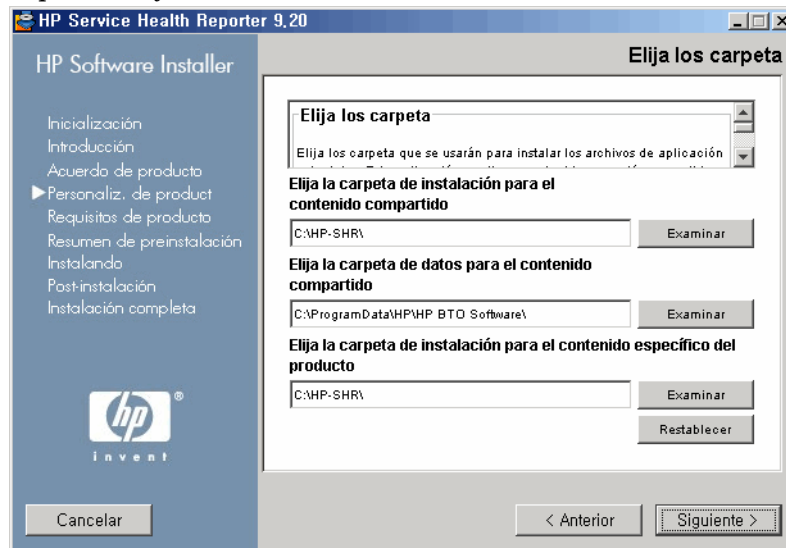 HP Service Health Reporter 9,20
HP Software Installer
Elija los carpeta
Inicialización
Introducción
Acuerdo de producto
Personaliz. de product
Requisitos de producto
Resumen de preinstalación
Instalando
Post-instalación
Instalación completa
hp
invent
Elija los carpeta
Elija los carpeta que se usarán para instalar los archivos de aplicación
Elija la carpeta de instalación para el
contenido compartido
C:\HP-SHR\
Examinar
Elija la carpeta de datos para el contenido
compartido
C:\ProgramData\HP\HP BTO Software\
Examinar
Elija la carpeta de instalación para el contenido específico del
producto
C:\HP-SHR\
Examinar
Restablecer
Cancelar
< Anterior
Siguiente >